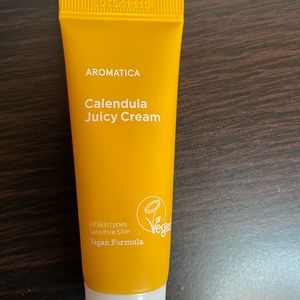 AROMATICA
Calendula
Juicy Cream
All Skin types
Sensitive Skin
Vegan Formula
Vegan